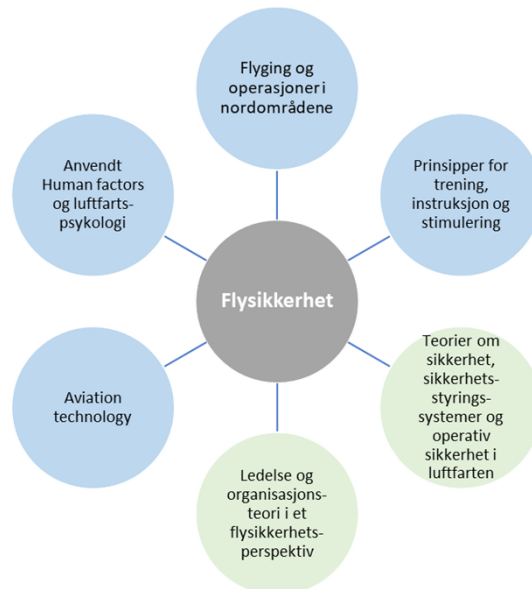 Flyging og
operasjoner i
nordområdene
Anvendt
Human factors
og luftfarts-
psykologi
Prinsipper for
trening,
instruksjon og
stimulering
Flysikkerhet
Aviation
technology
Teorier om
sikkerhet,
sikkerhets-
styrings-
systemer og
operativ
sikkerhet i
luftfarten
Ledelse og
organisasjons-
teori i et
flysikkerhets-
perspektiv